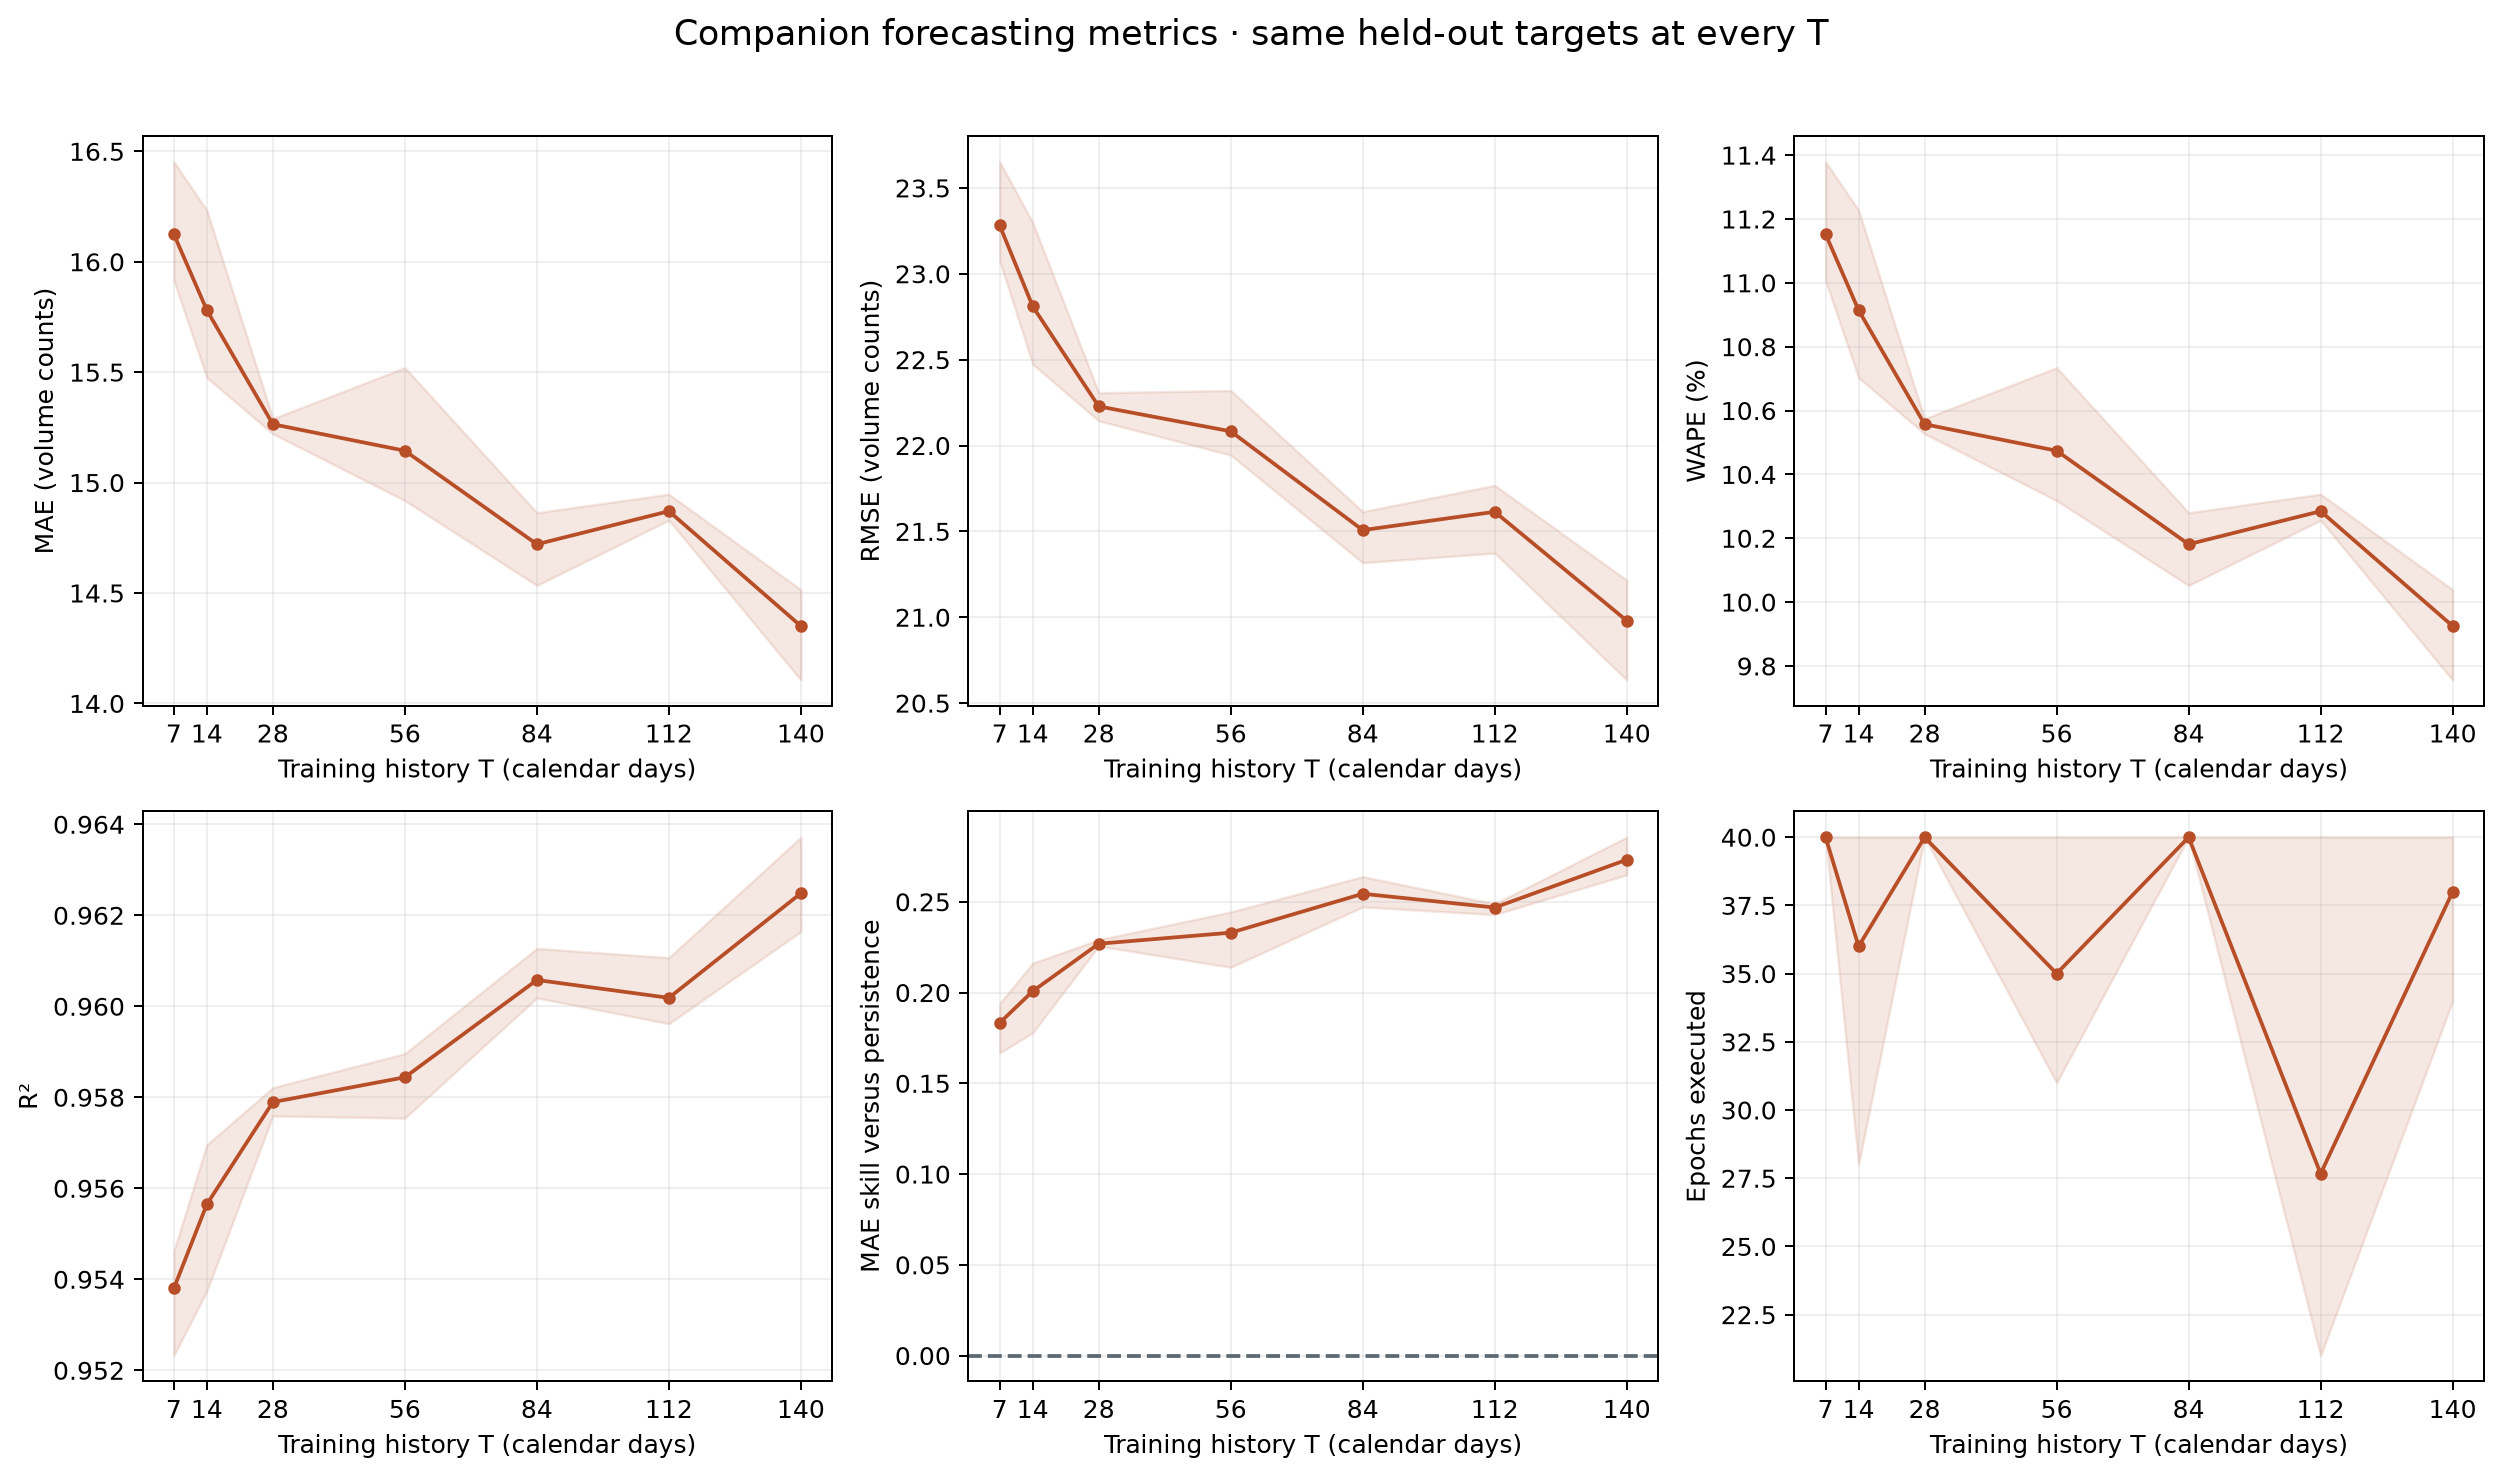 Companion forecasting metrics · same held-out targets at every T
MAE (volume counts)
16.5
16.0
15.5
15.0
14.5
14.0
7 14 28 56 84 112 140
Training history T (calendar days)
RMSE (volume counts)
23.5
23.0
22.5
22.0
21.5
21.0
20.5
7 14 28 56 84 112 140
Training history T (calendar days)
WAPE (%)
11.4
11.2
11.0
10.8
10.6
10.4
10.2
10.0
9.8
7 14 28 56 84 112 140
Training history T (calendar days)
R²
0.964
0.962
0.960
0.958
0.956
0.954
0.952
7 14 28 56 84 112 140
Training history T (calendar days)
MAE skill versus persistence
0.25
0.20
0.15
0.10
0.05
0.00
7 14 28 56 84 112 140
Training history T (calendar days)
Epochs executed
40.0
37.5
35.0
32.5
30.0
27.5
25.0
22.5
7 14 28 56 84 112 140
Training history T (calendar days)